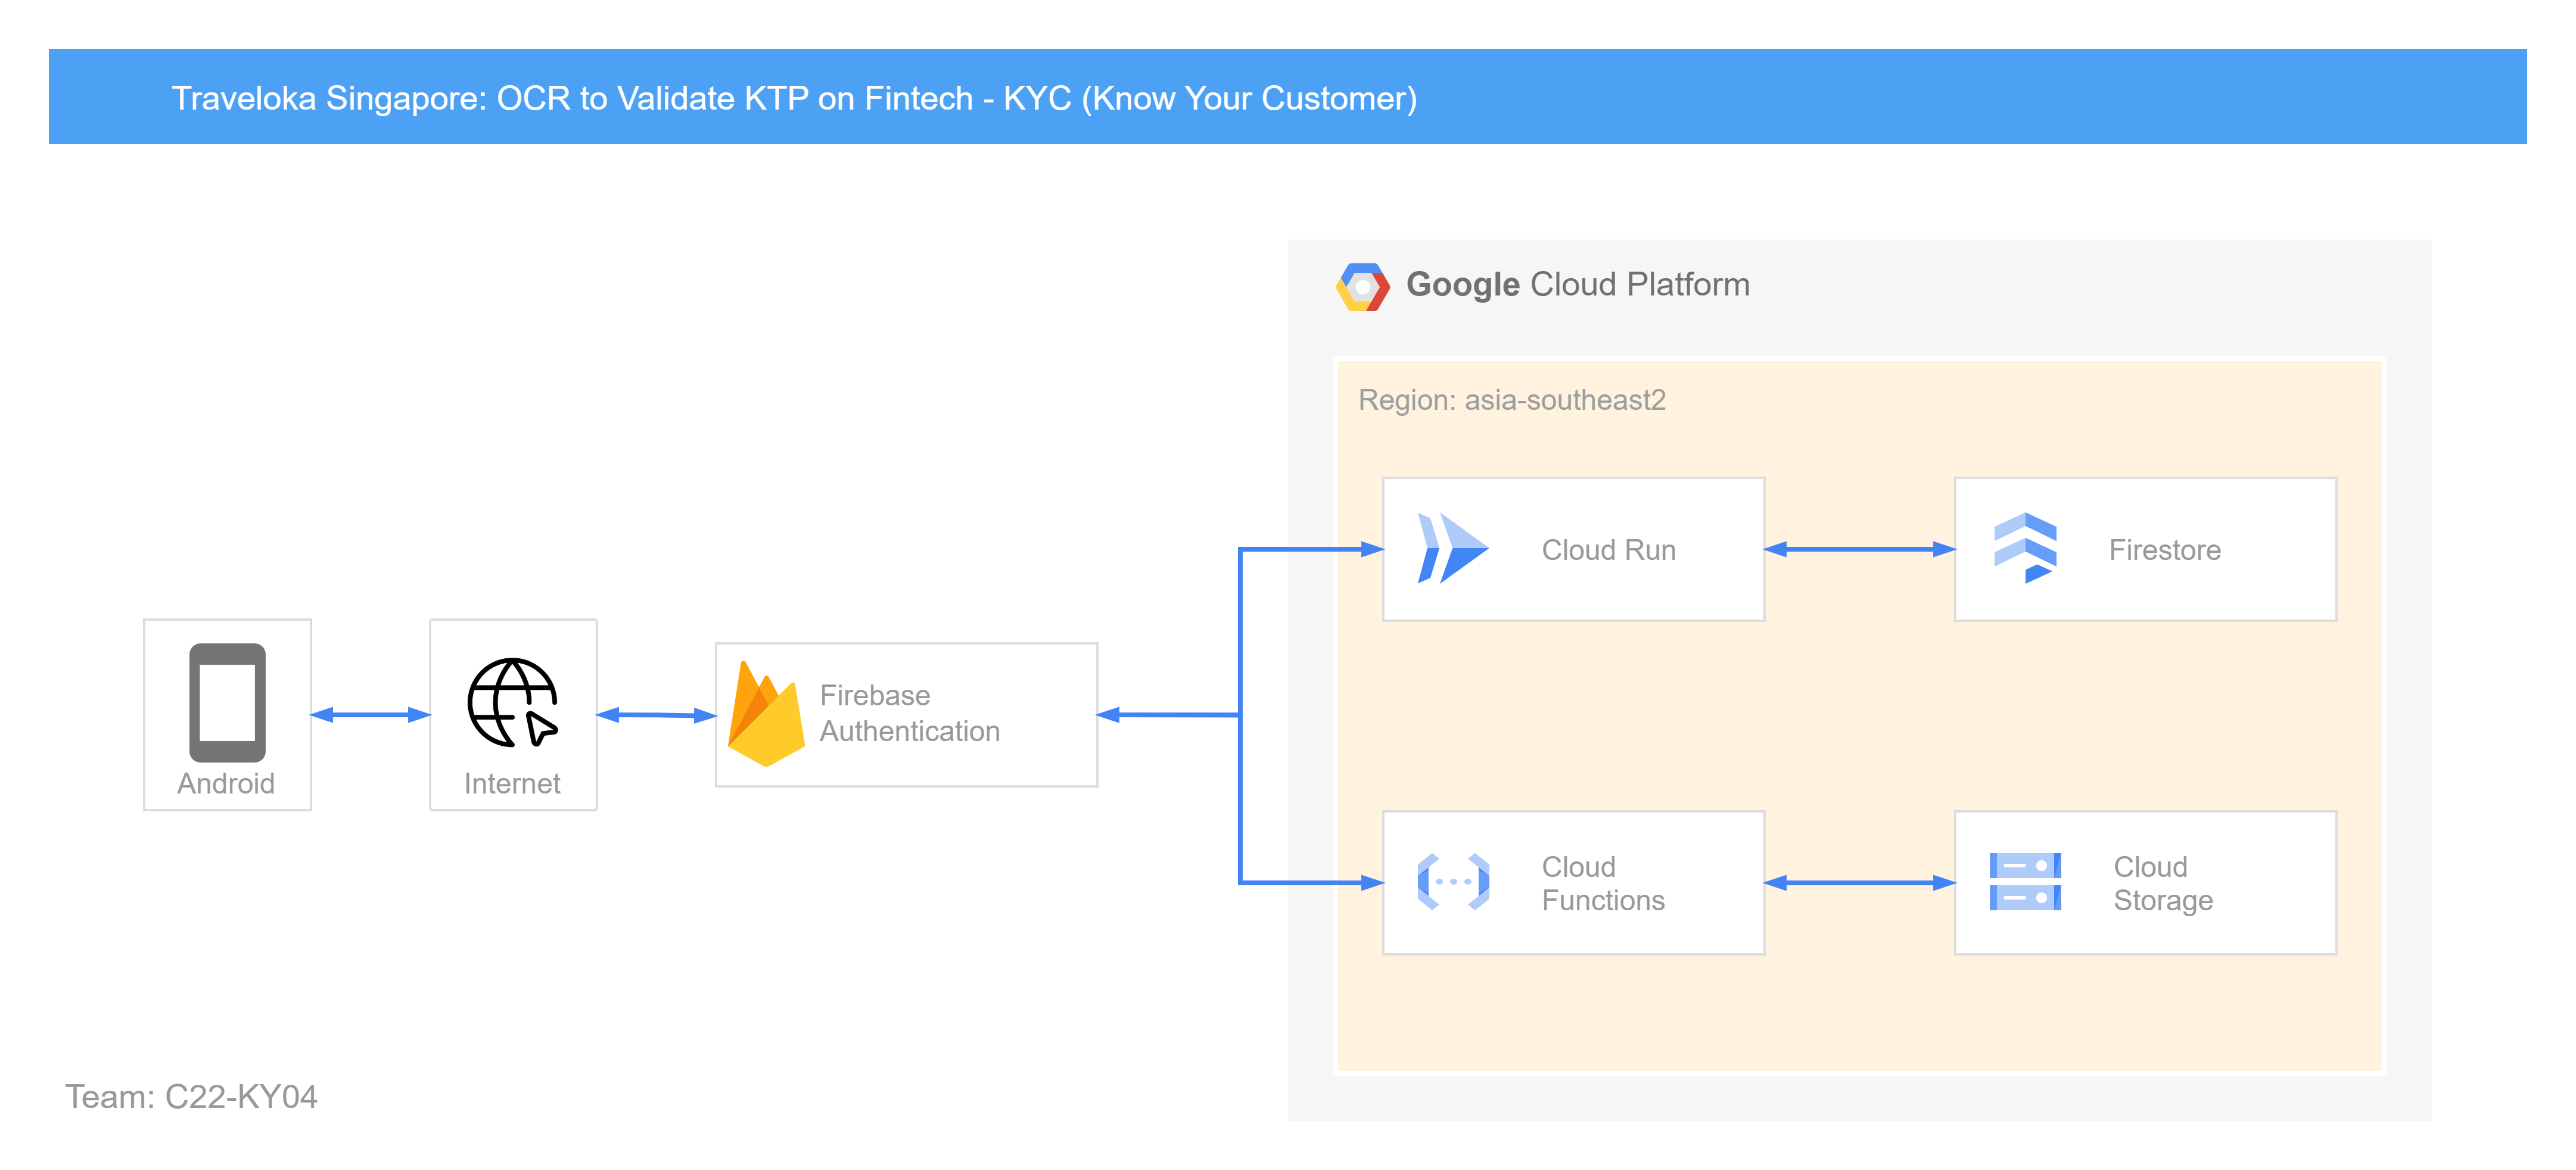 Traveloka Singapore: OCR to Validate KTP on Fintech - KYC (Know Your Customer)
Google Cloud Platform
Region: asia-southeast2
Cloud Run
Firestore
Android
Internet
Firebase
Authentication
Cloud
Functions
Cloud
Storage
Team: C22-KY04